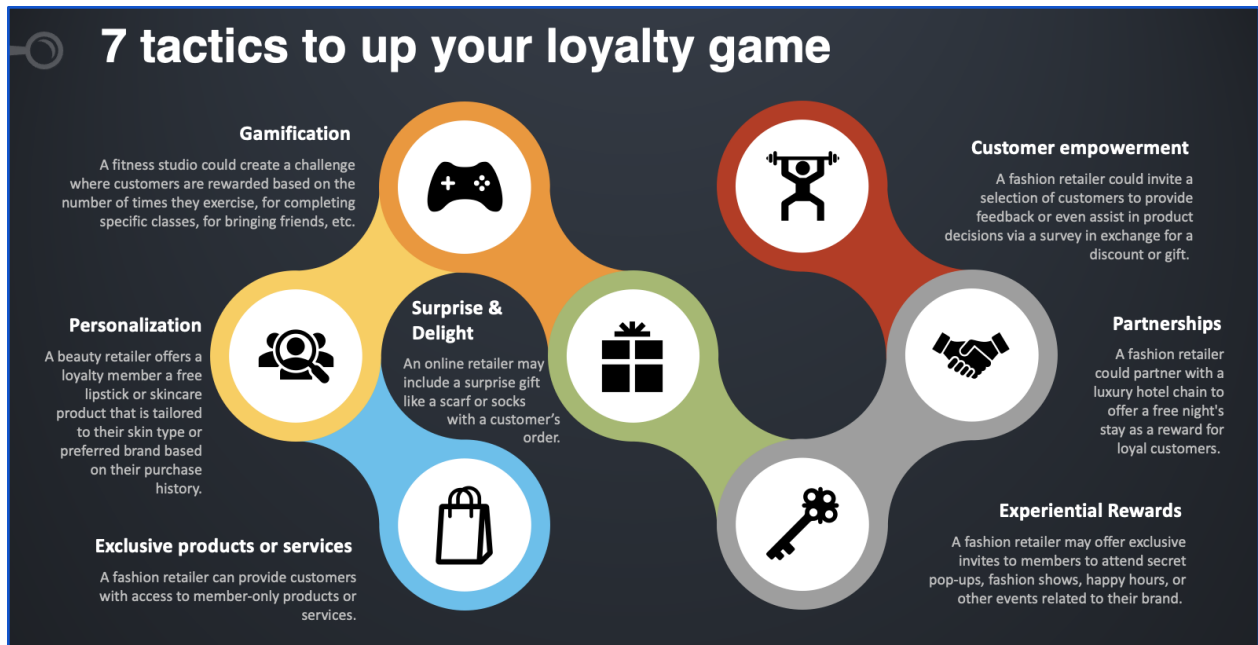 7 tactics to up your loyalty game
Gamification
A fitness studio could create a challenge
where customers are rewarded based on the
number of times they exercise, for completing
specific classes, for bringing friends, etc.
Customer empowerment
A fashion retailer could invite a
selection of customers to provide
feedback or even assist in product
decisions via a survey in exchange for a
discount or gift.
Personalization
A beauty retailer offers a
loyalty member a free
lipstick or skincare
product that is tailored
to their skin type or
preferred brand based
on their purchase
history.
Surprise &
Delight
An online retailer may
include a surprise gift
like a scarf or socks
with a customer's
order.
Partnerships
A fashion retailer
could partner with a
luxury hotel chain to
offer a free night's
stay as a reward for
loyal customers.
Exclusive products or services
A fashion retailer can provide customers
with access to member-only products or
services.
Experiential Rewards
A fashion retailer may offer exclusive
invites to members to attend secret
pop-ups, fashion shows, happy hours, or
other events related to their brand.